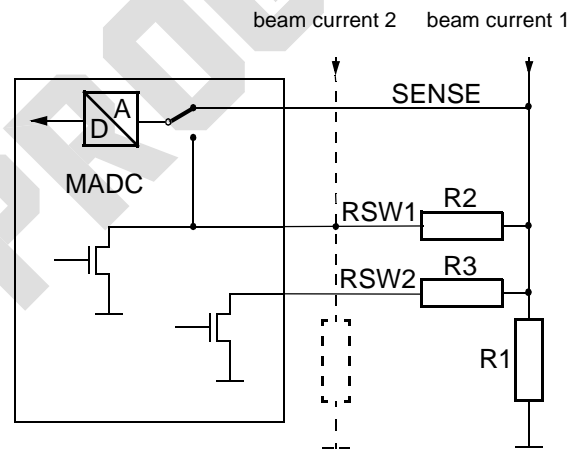 beam current 2 beam current 1
SENSE
A
D
MADC
RSW1 R2
RSW2 R3
R1